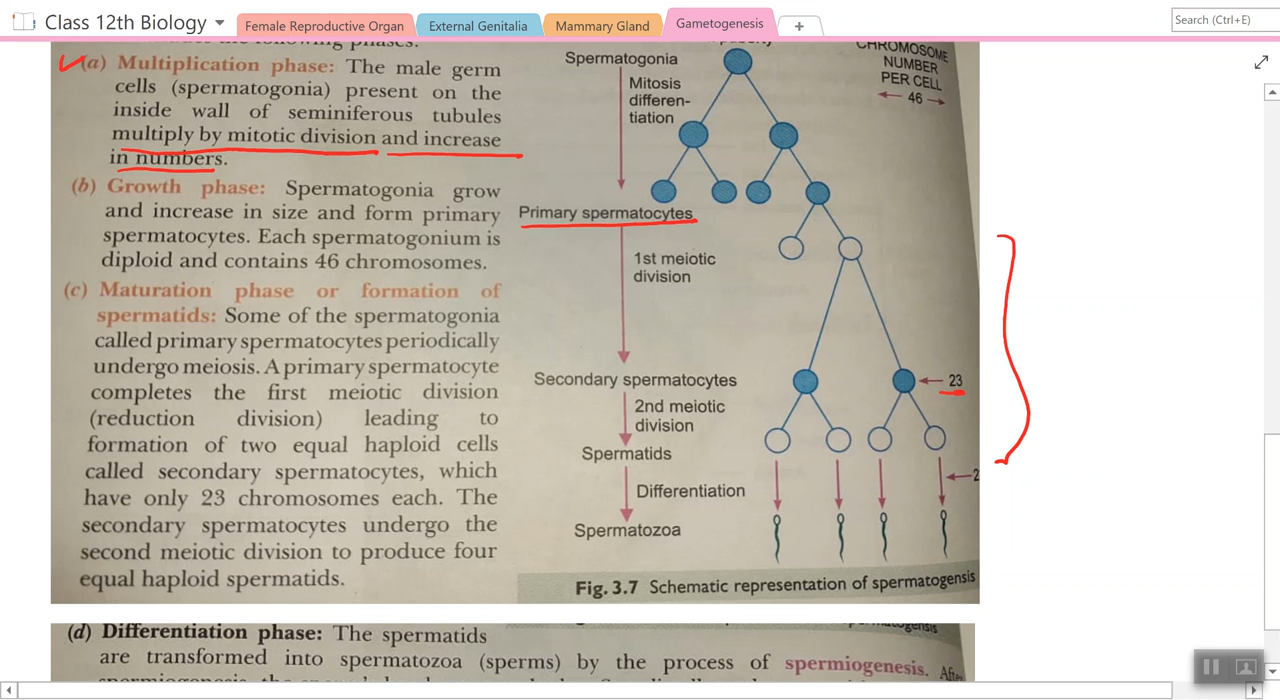 Class 12th Biology
Female Reproductive Organ
External Genitalia
Mammary Gland
Gametogenesis
+
Search (Ctrl+E)
following phases:
(a) Multiplication phase: The male germ
cells (spermatogonia) present on the
inside wall of seminiferous tubules
multiply by mitotic division and increase
in numbers.
(b) Growth phase: Spermatogonia grow
and increase in size and form primary
spermatocytes. Each spermatogonium is
diploid and contains 46 chromosomes.
(c) Maturation phase or formation of
spermatids: Some of the spermatogonia
called primary spermatocytes periodically
undergo meiosis. A primary spermatocyte
completes the first meiotic division
(reduction division) leading to
formation of two equal haploid cells
called secondary spermatocytes, which
have only 23 chromosomes each. The
secondary spermatocytes undergo the
second meiotic division to produce four
equal haploid spermatids.
Spermatogonia
Mitosis
differen-
tiation
CHROMOSOME
NUMBER
PER CELL
46
Primary spermatocytes
1st meiotic
division
Secondary spermatocytes
23
2nd meiotic
division
Spermatids
2
Differentiation
Spermatozoa
Fig. 3.7 Schematic representation of spermatogensis
(d) Differentiation phase: The spermatids
are transformed into spermatozoa (sperms) by the process of spermiogenesis. After